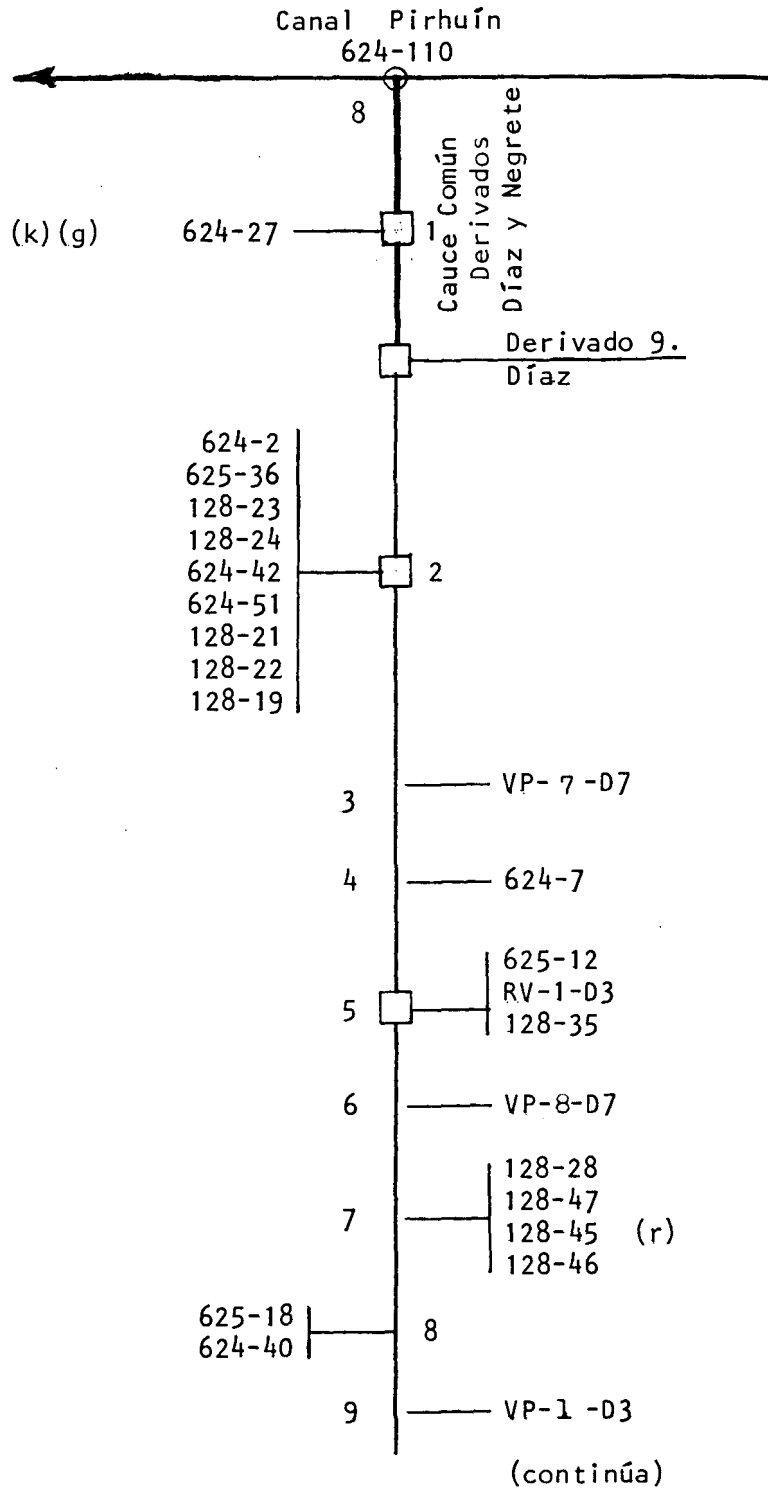 Canal Pirhuín
624-110
8
Cauce Común
Derivados
Díaz y Negrete
(k)(g) 624-27 1
Derivado 9.
Díaz
624-2
625-36
128-23
128-24
624-42
624-51
128-21
128-22
128-19
2
3 VP-7-D7
4 624-7
5
625-12
RV-1-D3
128-35
6 VP-8-D7
7
128-28
128-47
128-45 (r)
128-46
625-18
624-40
8
9 VP-1-D3
(continúa)